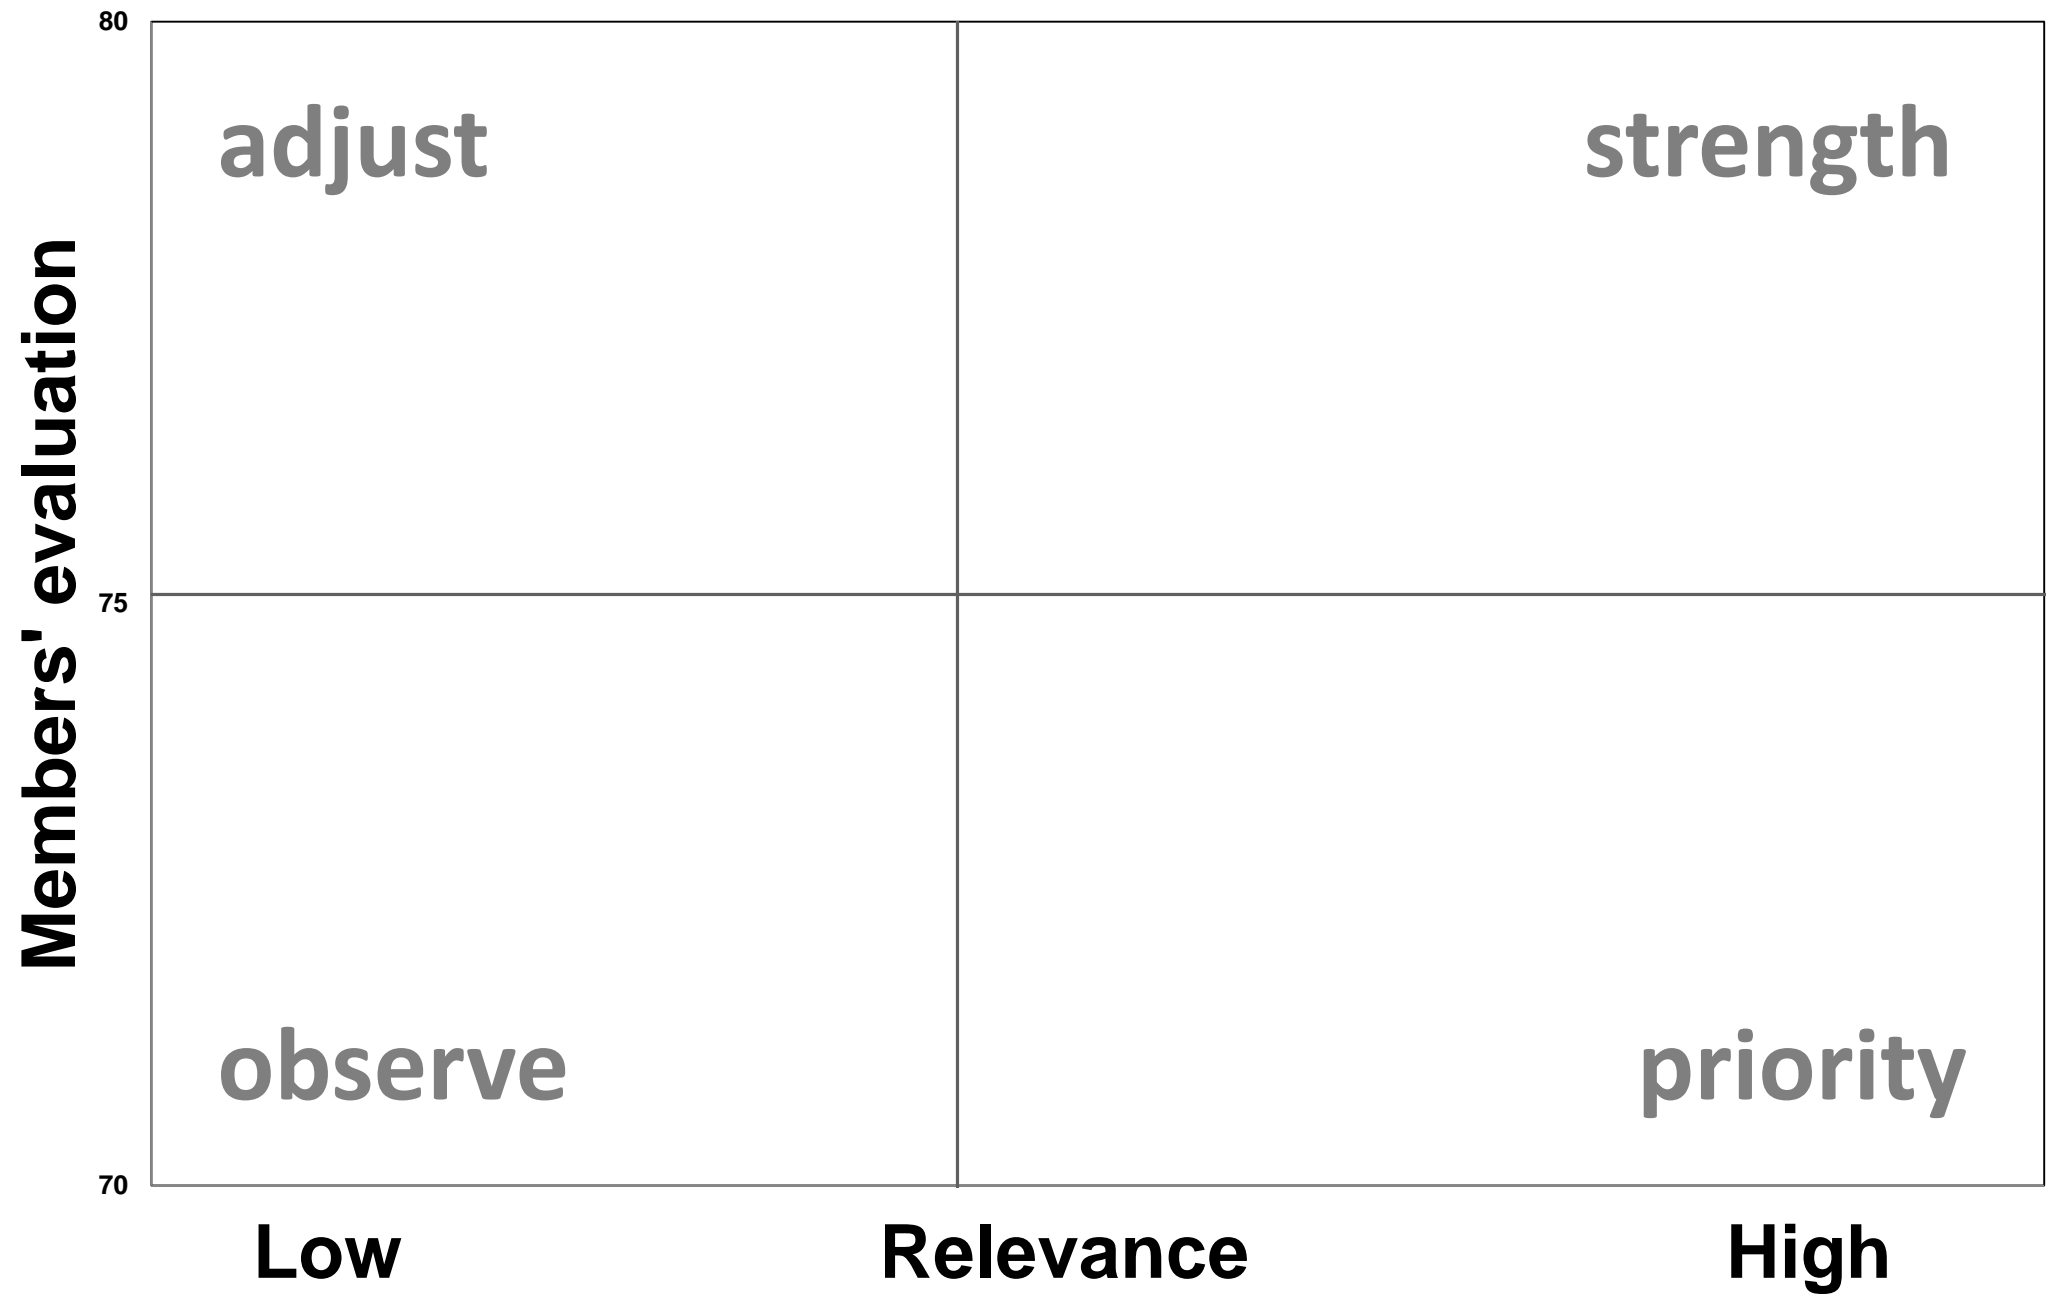 80
adjust
strength
Members' evaluation
75
observe
priority
70
Low
Relevance
High